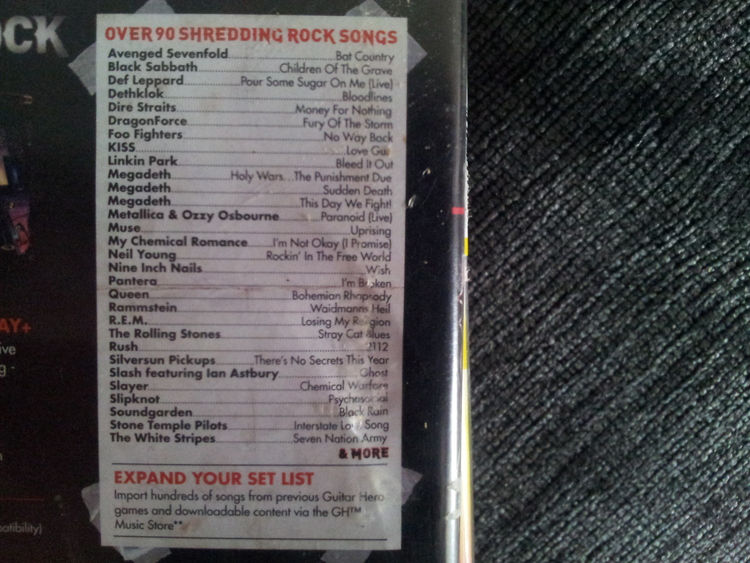 OCK
OVER 90 SHREDDING ROCK SONGS
Avenged Sevenfold Bat Country
Black Sabbath Children Of The Grave
Def Leppard Pour Some Sugar On Me (Live)
Dethklok Bloodlines
Dire Straits Money For Nothing
DragonForce Fury Of The Storm
Foo Fighters No Way Back
KISS Love Gun
Linkin Park Bleed It Out
Megadeth Holy Wars... The Punishment Due
Megadeth Sudden Death
Megadeth This Day We Fight!
Metallica & Ozzy Osbourne Paranoid (Live)
Muse Uprising
My Chemical Romance I'm Not Okay (I Promise)
Neil Young Rockin' In The Free World
Nine Inch Nails Wish
Pantera I'm Broken
Queen Bohemian Rhapsody
Rammstein Waidmanns Heil
R.E.M. Losing My Religion
The Rolling Stones Stray Cat Blues
Rush 2112
Silversun Pickups There's No Secrets This Year
Slash featuring Ian Astbury Ghost
Slayer Chemical Warfare
Slipknot Psychosocial
Soundgarden Black Rain
Stone Temple Pilots Interstate Love Song
The White Stripes Seven Nation Army
& MORE
EXPAND YOUR SET LIST
Import hundreds of songs from previous Guitar Hero
games and downloadable content via the GH™
Music Store**
AY+
ive
g -
n
patibility)